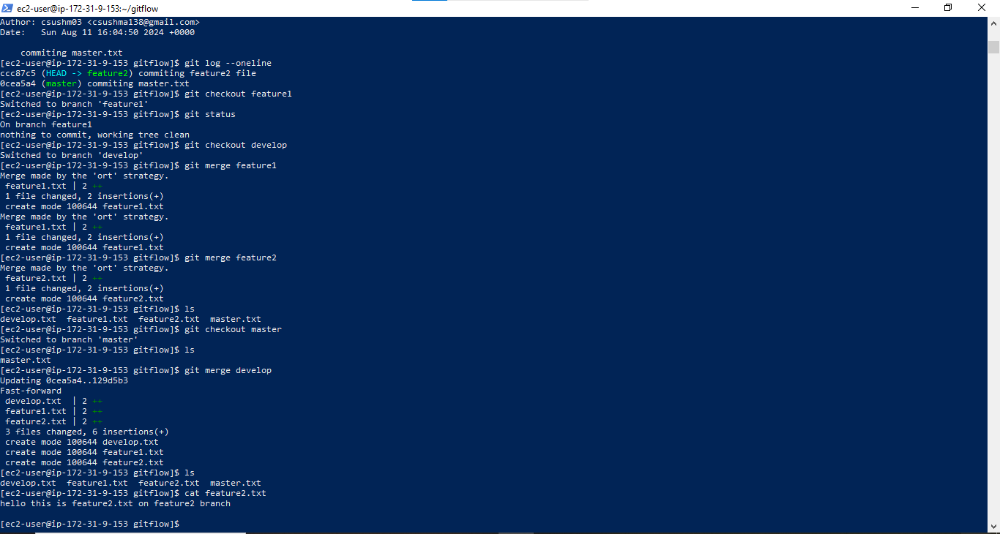 ec2-user@ip-172-31-9-153:~/gitflow
Author: csushm03 <csushma138@gmail.com>
Date:   Sun Aug 11 16:04:50 2024 +0000
    commiting master.txt
[ec2-user@ip-172-31-9-153 gitflow]$ git log --oneline
ccc87c5 (HEAD -> feature2) commiting feature2 file
0cea5a4 (master) commiting master.txt
[ec2-user@ip-172-31-9-153 gitflow]$ git checkout feature1
Switched to branch 'feature1'
[ec2-user@ip-172-31-9-153 gitflow]$ git status
On branch feature1
nothing to commit, working tree clean
[ec2-user@ip-172-31-9-153 gitflow]$ git checkout develop
Switched to branch 'develop'
[ec2-user@ip-172-31-9-153 gitflow]$ git merge feature1
Merge made by the 'ort' strategy.
 feature1.txt | 2 ++
 1 file changed, 2 insertions(+)
 create mode 100644 feature1.txt
Merge made by the 'ort' strategy.
 feature1.txt | 2 ++
 1 file changed, 2 insertions(+)
 create mode 100644 feature1.txt
[ec2-user@ip-172-31-9-153 gitflow]$ git merge feature2
Merge made by the 'ort' strategy.
 feature2.txt | 2 ++
 1 file changed, 2 insertions(+)
 create mode 100644 feature2.txt
[ec2-user@ip-172-31-9-153 gitflow]$ ls
develop.txt  feature1.txt  feature2.txt  master.txt
[ec2-user@ip-172-31-9-153 gitflow]$ git checkout master
Switched to branch 'master'
[ec2-user@ip-172-31-9-153 gitflow]$ ls
master.txt
[ec2-user@ip-172-31-9-153 gitflow]$ git merge develop
Updating 0cea5a4..129d5b3
Fast-forward
 develop.txt  | 2 ++
 feature1.txt | 2 ++
 feature2.txt | 2 ++
 3 files changed, 6 insertions(+)
 create mode 100644 develop.txt
 create mode 100644 feature1.txt
 create mode 100644 feature2.txt
[ec2-user@ip-172-31-9-153 gitflow]$ ls
develop.txt  feature1.txt  feature2.txt  master.txt
[ec2-user@ip-172-31-9-153 gitflow]$ cat feature2.txt
hello this is feature2.txt on feature2 branch
[ec2-user@ip-172-31-9-153 gitflow]$